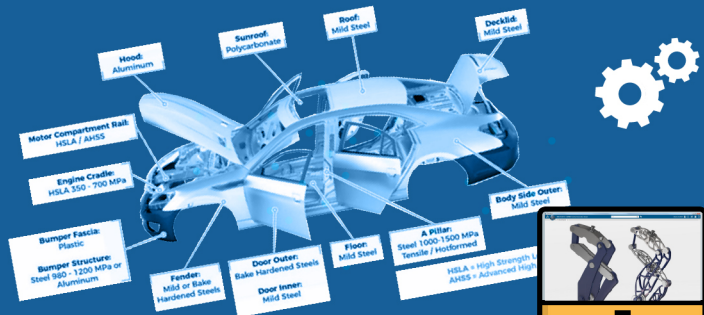 Roof:
Mild Steel
Decklid:
Mild Steel
Sunroof:
Polycarbonate
Hood:
Aluminum
Motor Compartment Rail:
HSLA / AHSS
Engine Cradle:
HSLA 350 - 700 MPa
Bumper Fascia:
Plastic
Bumper Structure:
Steel 980 - 1200 MPa or
Aluminum
Fender:
Mild or Bake
Hardened Steels
Door Outer:
Bake Hardened Steels
Door Inner:
Mild Steel
Floor:
Mild Steel
A Pillar:
Steel 1000-1500 MPa
Tensile / Hotformed
Body Side Outer:
Mild Steel
HSLA = High Strength L
AHSS = Advanced High